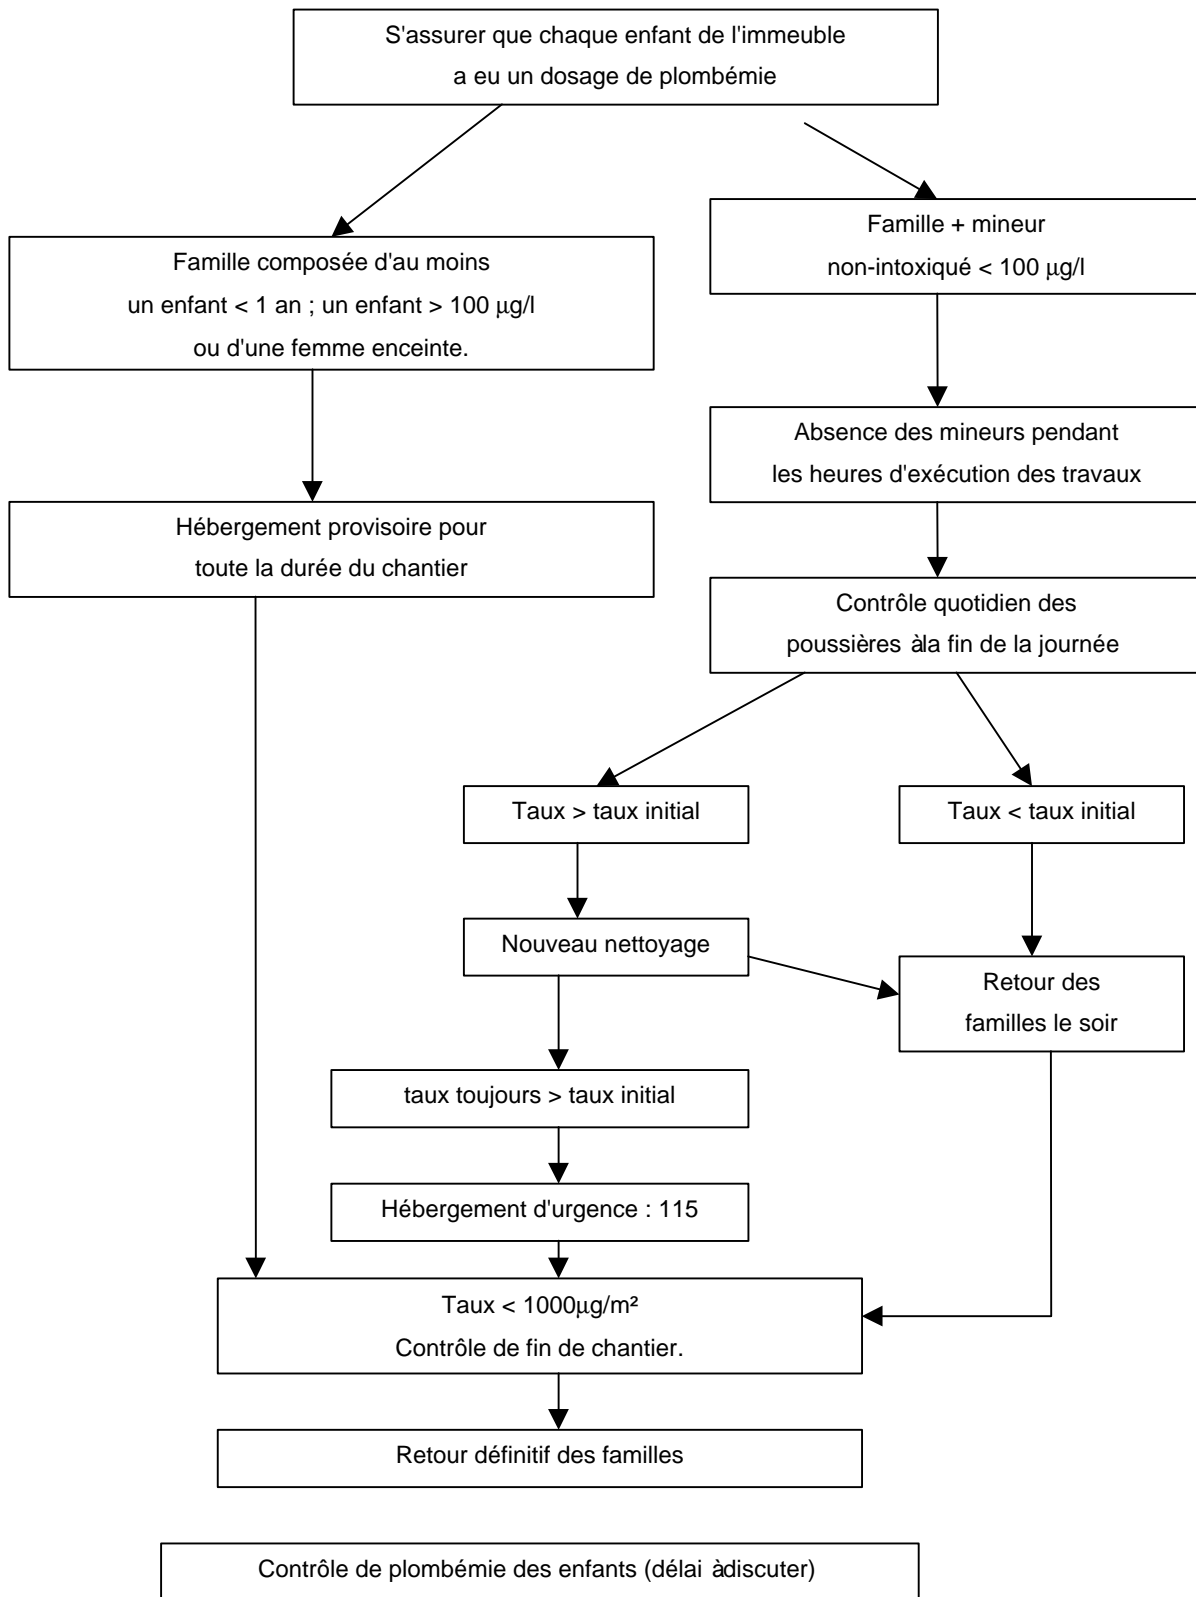 S'assurer que chaque enfant de l'immeuble
a eu un dosage de plombémie
Famille composée d'au moins
un enfant < 1 an ; un enfant > 100 µg/l
ou d'une femme enceinte.
Famille + mineur
non-intoxiqué < 100 µg/l
Absence des mineurs pendant
les heures d'exécution des travaux
Hébergement provisoire pour
toute la durée du chantier
Contrôle quotidien des
poussières àla fin de la journée
Taux > taux initial
Taux < taux initial
Nouveau nettoyage
Retour des
familles le soir
taux toujours > taux initial
Hébergement d'urgence : 115
Taux < 1000µg/m²
Contrôle de fin de chantier.
Retour définitif des familles
Contrôle de plombémie des enfants (délai àdiscuter)